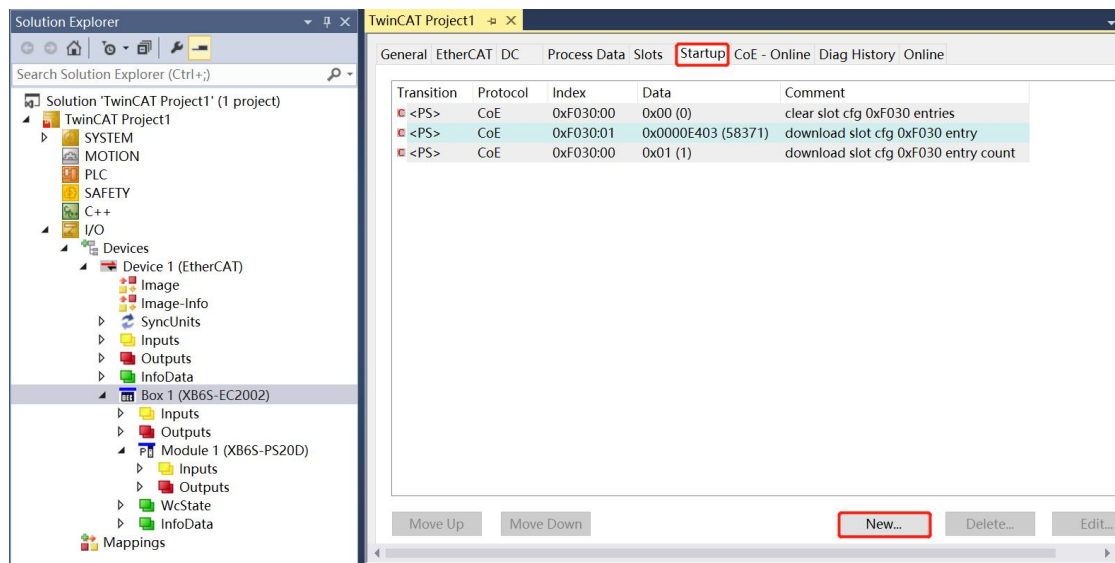 Solution Explorer
Search Solution Explorer (Ctrl+;)
Solution 'TwinCAT Project1' (1 project)
TwinCAT Project1
SYSTEM
MOTION
PLC
SAFETY
C++
I/O
Devices
Device 1 (EtherCAT)
Image
Image-Info
SyncUnits
Inputs
Outputs
InfoData
Box 1 (XB6S-EC2002)
Inputs
Outputs
Module 1 (XB6S-PS20D)
Inputs
Outputs
WcState
InfoData
Mappings
TwinCAT Project1
General EtherCAT DC Process Data Slots Startup CoE - Online Diag History Online
Transition Protocol Index Data Comment
<PS> CoE 0xF030:00 0x00 (0) clear slot cfg 0xF030 entries
<PS> CoE 0xF030:01 0x0000E403 (58371) download slot cfg 0xF030 entry
<PS> CoE 0xF030:00 0x01 (1) download slot cfg 0xF030 entry count
Move Up Move Down New... Delete... Edit...